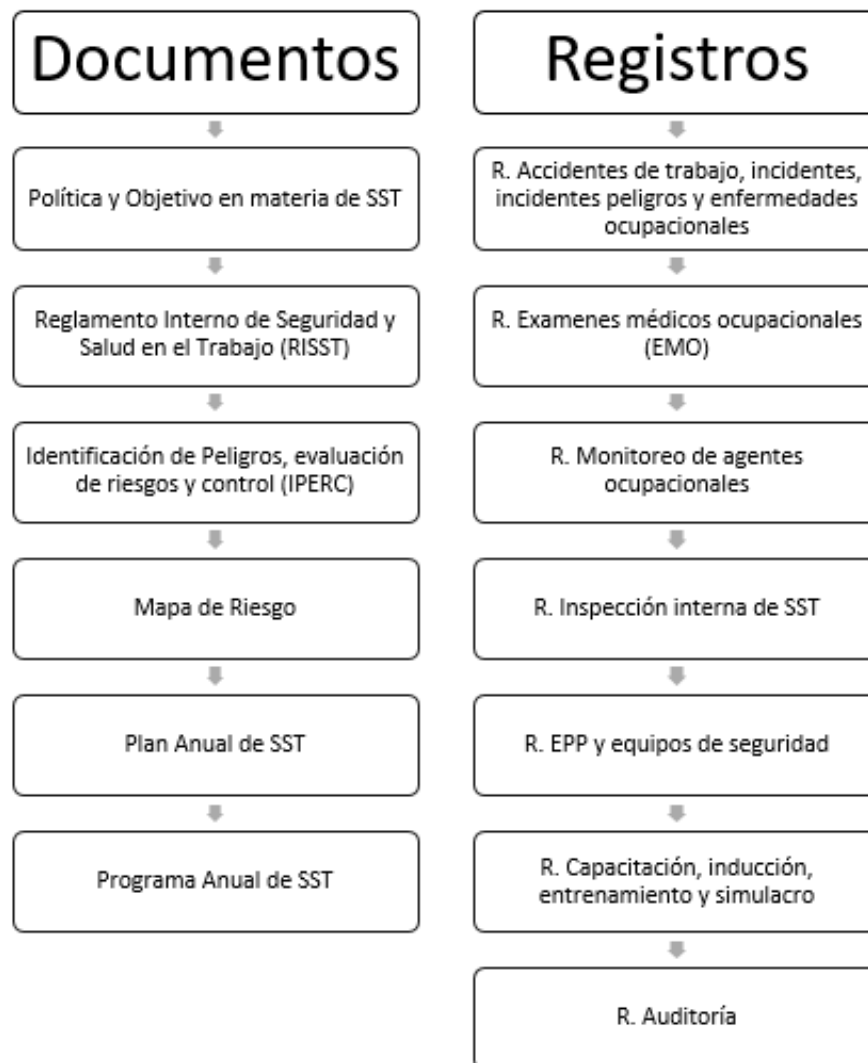 Documentos
Política y Objetivo en materia de SST
Reglamento Interno de Seguridad y
Salud en el Trabajo (RISST)
Identificación de Peligros, evaluación
de riesgos y control (IPERC)
Mapa de Riesgo
Plan Anual de SST
Programa Anual de SST
Registros
R. Accidentes de trabajo, incidentes,
incidentes peligros y enfermedades
ocupacionales
R. Examenes médicos ocupacionales
(EMO)
R. Monitoreo de agentes
ocupacionales
R. Inspección interna de SST
R. EPP y equipos de seguridad
R. Capacitación, inducción,
entrenamiento y simulacro
R. Auditoría